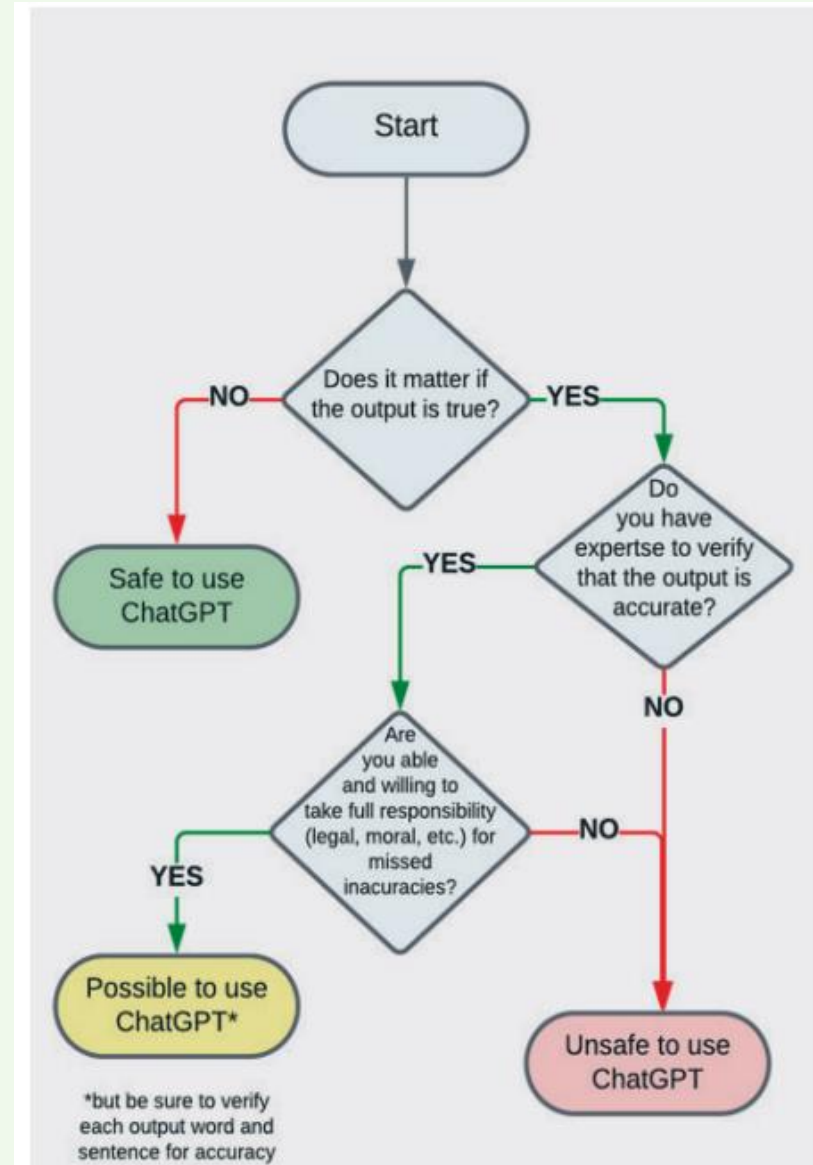 Start
Does it matter if
the output is true?
NO
YES
Do
you have
expertse to verify
that the output is
accurate?
Safe to use
ChatGPT
YES
NO
Are
you able
and willing to
take full responsibility
(legal, moral, etc.) for
missed
inacuracies?
NO
YES
Possible to use
ChatGPT*
Unsafe to use
ChatGPT
*but be sure to verify
each output word and
sentence for accuracy